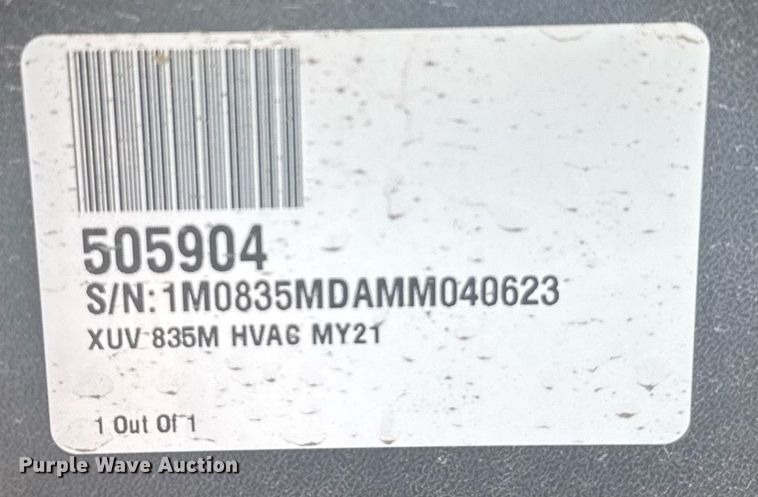 505904
S/N: 1M0835MDAMM040623
XUV 835M HVAC MY21
1 Out Of 1
Purple Wave Auction